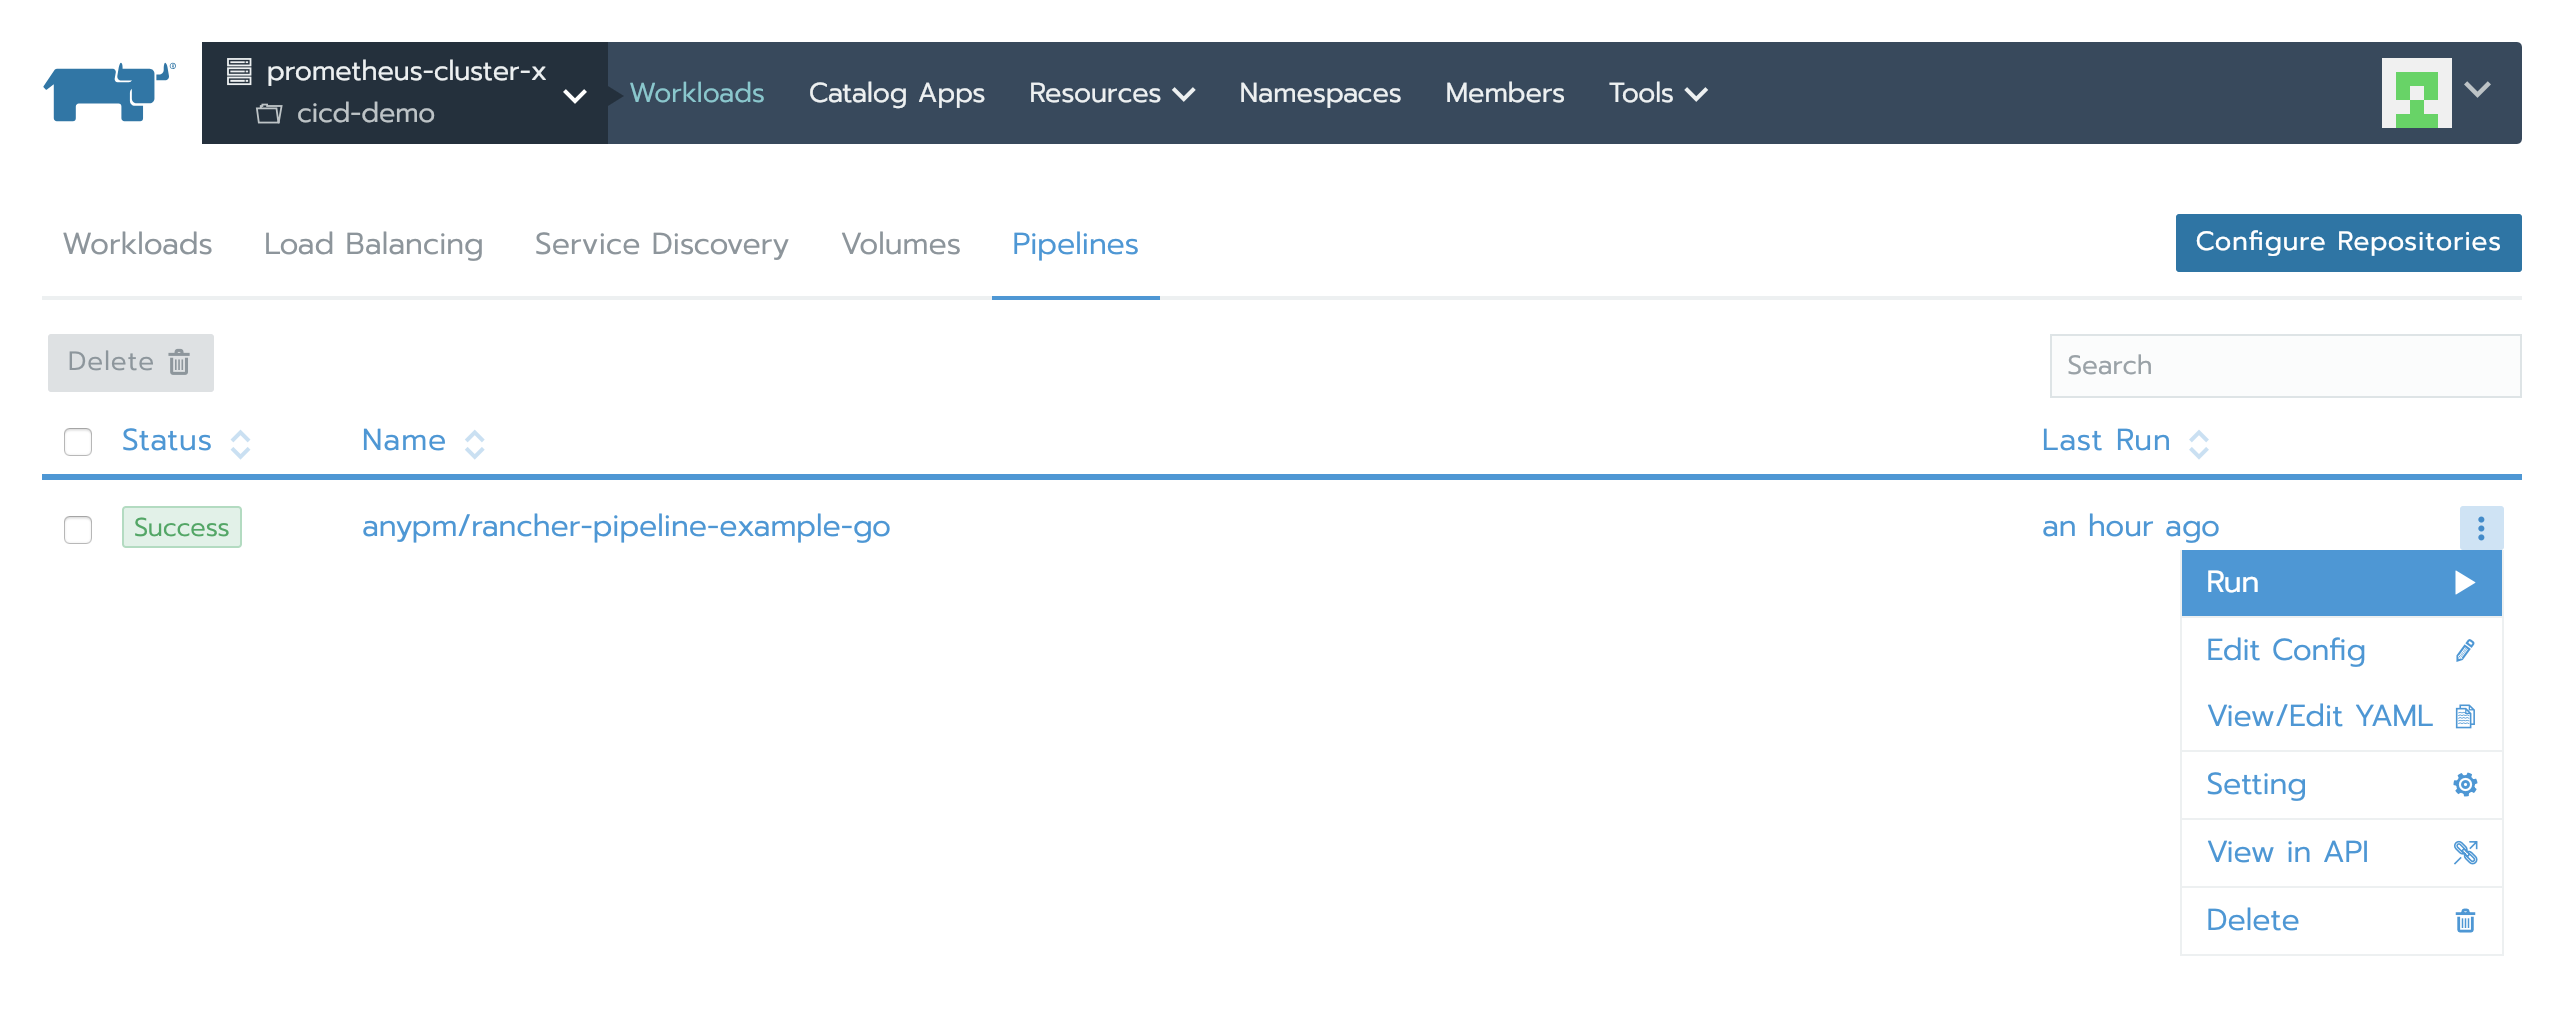 prometheus-cluster-x
cicd-demo
Workloads Catalog Apps Resources Namespaces Members Tools
Workloads Load Balancing Service Discovery Volumes Pipelines Configure Repositories
Delete Search
Status Name Last Run
Success anypm/rancher-pipeline-example-go an hour ago
Run
Edit Config
View/Edit YAML
Setting
View in API
Delete